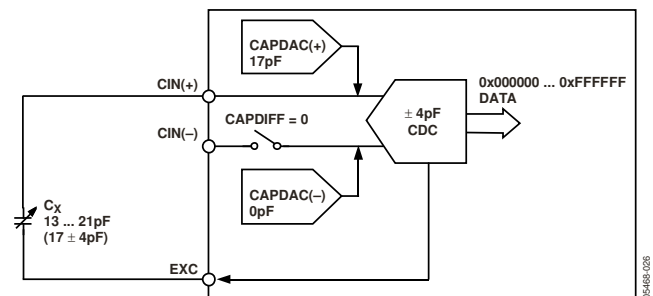 CAPDAC(+)
17pF
CIN(+)
0x000000 ... 0xFFFFFF
DATA
CAPDIFF = 0
± 4pF
CDC
CIN(–)
CAPDAC(–)
0pF
CX
13 ... 21pF
(17 ± 4pF)
EXC
05468-026